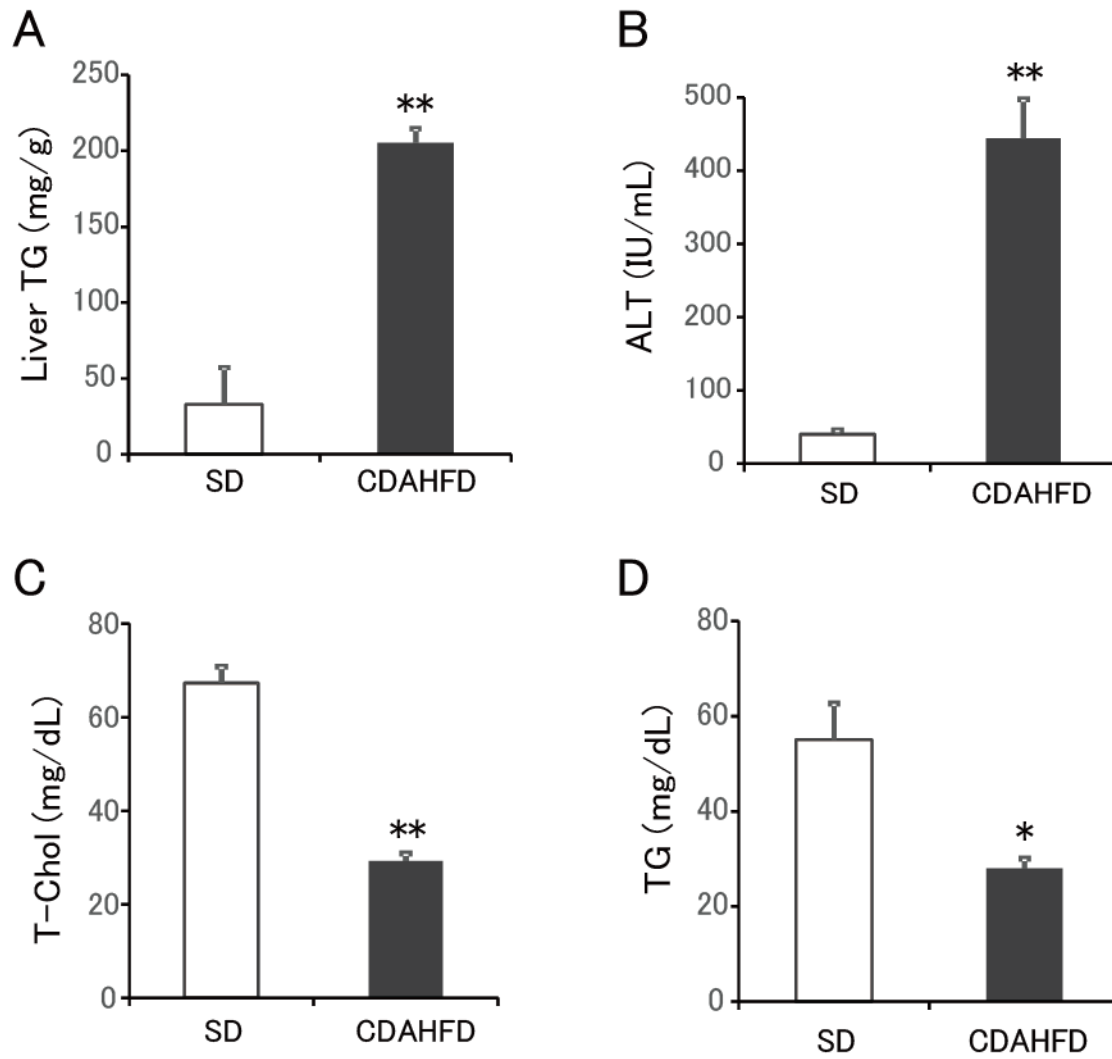 A
Liver TG (mg/g)
250
200
150
100
50
0
**
SD
CDAHFD
B
ALT (IU/mL)
500
400
300
200
100
0
**
SD
CDAHFD
C
T-Chol (mg/dL)
80
60
40
20
0
**
SD
CDAHFD
D
TG (mg/dL)
80
60
40
20
0
*
SD
CDAHFD